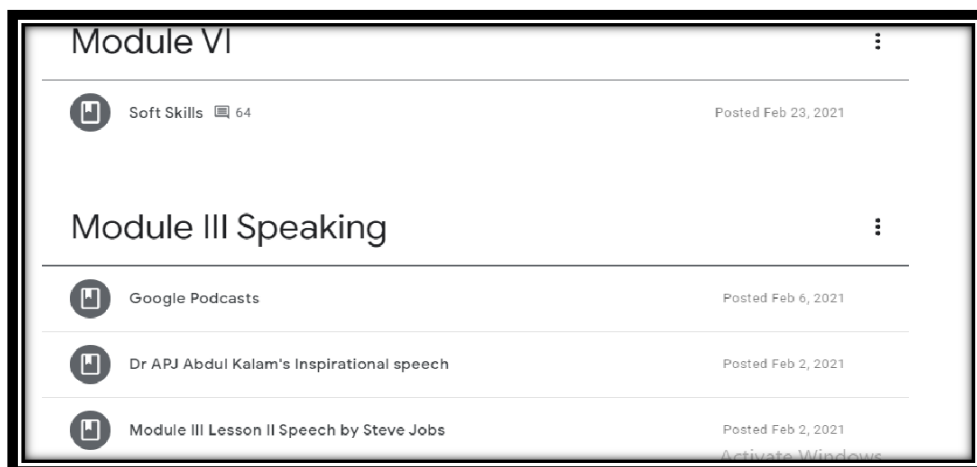 Module VI
Soft Skills 64 Posted Feb 23, 2021
Module III Speaking
Google Podcasts Posted Feb 6, 2021
Dr APJ Abdul Kalam's Inspirational speech Posted Feb 2, 2021
Module III Lesson II Speech by Steve Jobs Posted Feb 2, 2021
Activate Windows